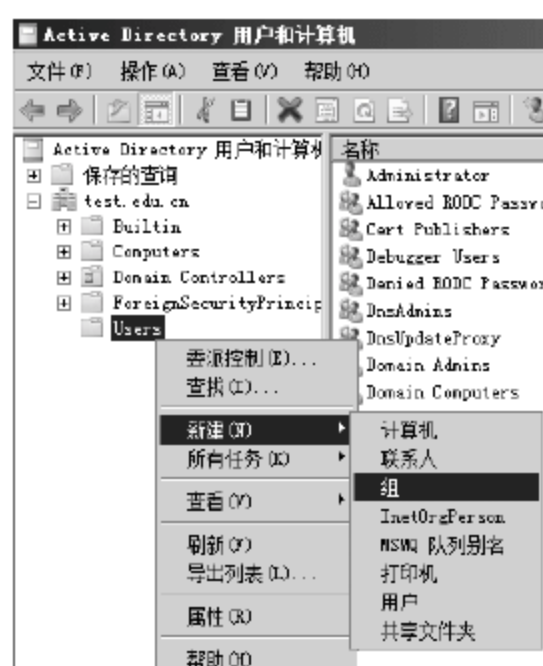 Active Directory 用户和计算机
文件(F) 操作(A) 查看(V) 帮助(H)
Active Directory 用户和计算机
保存的查询
test.edu.cn
Builtin
Computers
Domain Controllers
ForeignSecurityPrincip
Users
名称
Administrator
Allowed RODC Passwo
Cert Publishers
Debugger Users
Denied RODC Passwor
DnsAdmins
DnsUpdateProxy
Domain Admins
Domain Computers
委派控制(E)...
查找(I)...
新建(N)
所有任务(K)
查看(V)
刷新(F)
导出列表(L)...
属性(R)
帮助(H)
计算机
联系人
组
InetOrgPerson
MSMQ 队列别名
打印机
用户
共享文件夹